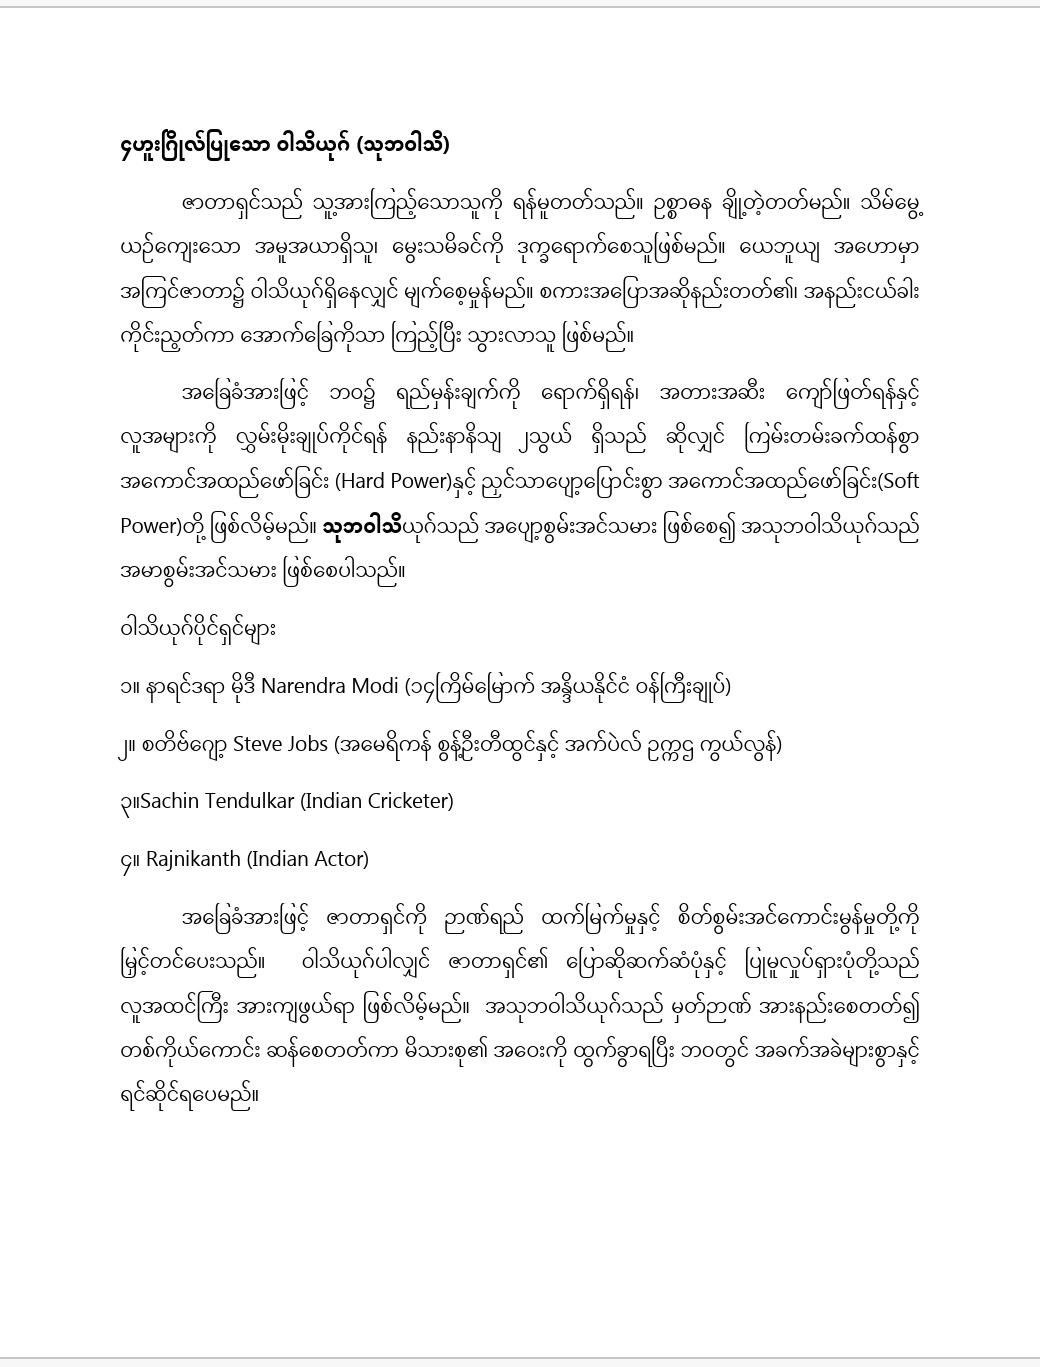 ၄ဟူးဂြိုလ်ပြုသော ဝါသိယုဂ် (သုဘဝါသိ)
ဇာတာရှင်သည် သူ့အားကြည့်သောသူကို ရန်မူတတ်သည်။ ဥစ္စာဓန ချို့တဲ့တတ်မည်။ သိမ်မွေ့
ယဉ်ကျေးသော အမူအယာရှိသူ၊ မွေးသမိခင်ကို ဒုက္ခရောက်စေသူဖြစ်မည်။ ယေဘူယျ အဟောမှာ
အကြင်ဇာတာ၌ ဝါသိယုဂ်ရှိနေလျှင် မျက်စေ့မှုန်မည်။ စကားအပြောအဆိုနည်းတတ်၏၊ အနည်းငယ်ခါး
ကိုင်းညွှတ်ကာ အောက်ခြေကိုသာ ကြည့်ပြီး သွားလာသူ ဖြစ်မည်။
အခြေခံအားဖြင့် ဘဝ၌ ရည်မှန်းချက်ကို ရောက်ရှိရန်၊ အတားအဆီး ကျော်ဖြတ်ရန်နှင့်
လူအများကို လွှမ်းမိုးချုပ်ကိုင်ရန် နည်းနာနိသျ ၂သွယ် ရှိသည် ဆိုလျှင် ကြမ်းတမ်းခက်ထန်စွာ
အကောင်အထည်ဖော်ခြင်း (Hard Power)နှင့် ညှင်သာပျော့ပြောင်းစွာ အကောင်အထည်ဖော်ခြင်း(Soft
Power)တို့ ဖြစ်လိမ့်မည်။ သုဘဝါသိယုဂ်သည် အပျော့စွမ်းအင်သမား ဖြစ်စေ၍ အသုဘဝါသိယုဂ်သည်
အမာစွမ်းအင်သမား ဖြစ်စေပါသည်။
ဝါသိယုဂ်ပိုင်ရှင်များ
၁။ နာရင်ဒရာ မိုဒီ Narendra Modi (၁၄ကြိမ်မြောက် အန္ဒိယနိုင်ငံ ဝန်ကြီးချုပ်)
၂။ စတိဗ်ဂျော့ Steve Jobs (အမေရိကန် စွန့်ဦးတီထွင်နှင့် အက်ပဲလ် ဥက္ကဌ ကွယ်လွန်)
၃။Sachin Tendulkar (Indian Cricketer)
၄။ Rajnikanth (Indian Actor)
အခြေခံအားဖြင့် ဇာတာရှင်ကို ဉာဏ်ရည် ထက်မြက်မှုနှင့် စိတ်စွမ်းအင်ကောင်းမွန်မှုတို့ကို
မြှင့်တင်ပေးသည်။ ဝါသိယုဂ်ပါလျှင် ဇာတာရှင်၏ ပြောဆိုဆက်ဆံပုံနှင့် ပြုမူလှုပ်ရှားပုံတို့သည်
လူအထင်ကြီး အားကျဖွယ်ရာ ဖြစ်လိမ့်မည်။ အသုဘဝါသိယုဂ်သည် မှတ်ဉာဏ် အားနည်းစေတတ်၍
တစ်ကိုယ်ကောင်း ဆန်စေတတ်ကာ မိသားစု၏ အဝေးကို ထွက်ခွာရပြီး ဘဝတွင် အခက်အခဲများစွာနှင့်
ရင်ဆိုင်ရပေမည်။